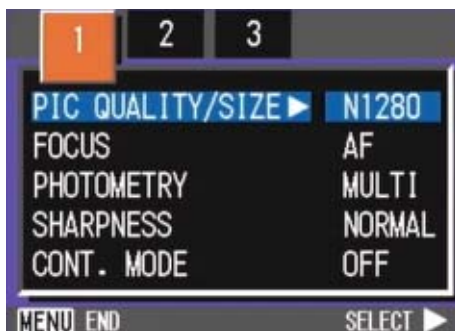 1 2 3
PIC QUALITY/SIZE▶ N1280
FOCUS AF
PHOTOMETRY MULTI
SHARPNESS NORMAL
CONT. MODE OFF
MENU END SELECT ▶